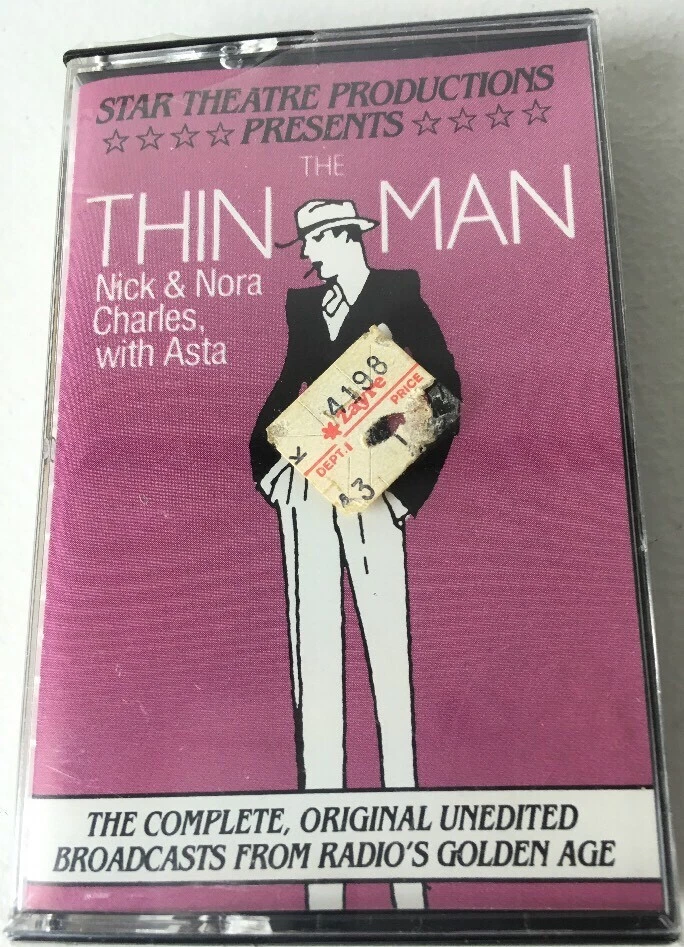 STAR THEATRE PRODUCTIONS
☆☆☆☆ PRESENTS ☆☆☆☆
THE
THIN MAN
Nick & Nora
Charles,
with Asta
4198
Zayre
PRICE
DEPT.
K
THE COMPLETE, ORIGINAL UNEDITED
BROADCASTS FROM RADIO'S GOLDEN AGE